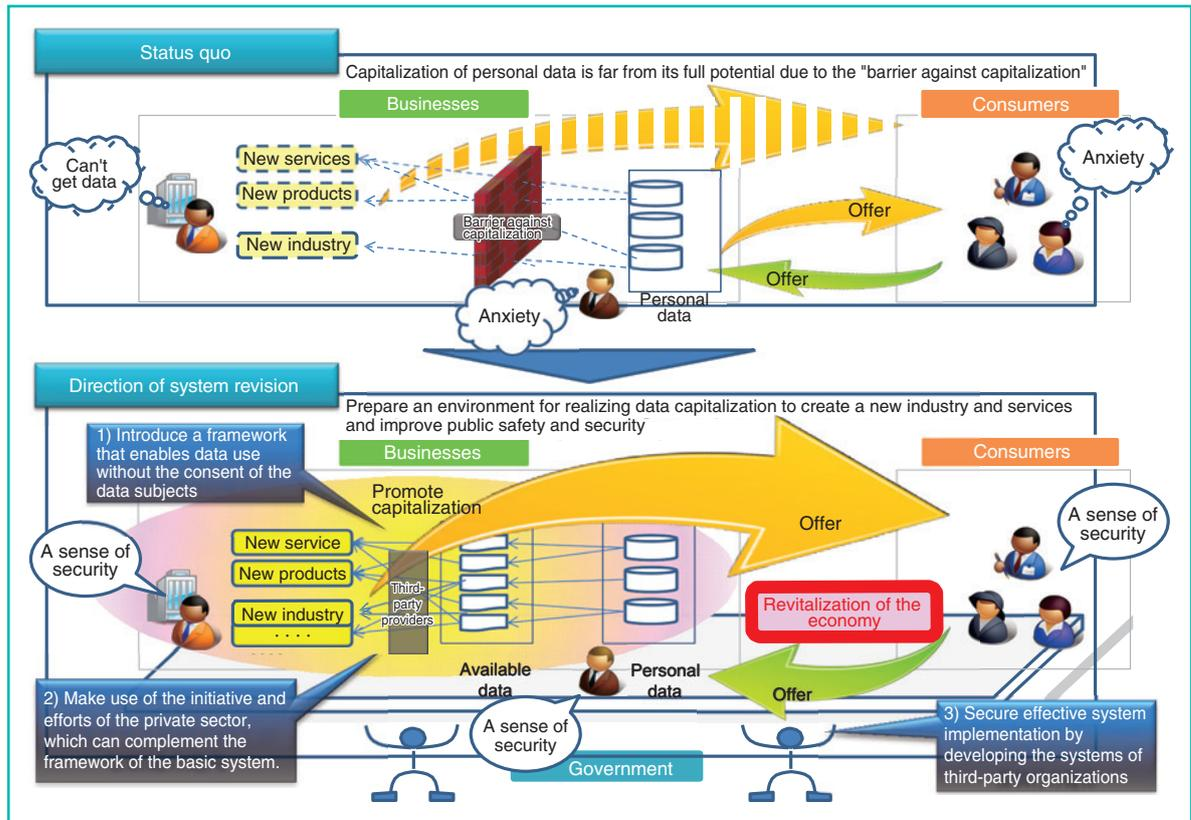 Status quo
Capitalization of personal data is far from its full potential due to the "barrier against capitalization"
Businesses
Consumers
Can't
get data
New services
New products
New industry
Barrier against
capitalization
Anxiety
Personal
data
Offer
Offer
Anxiety
Direction of system revision
Prepare an environment for realizing data capitalization to create a new industry and services
and improve public safety and security
1) Introduce a framework
that enables data use
without the consent of the
data subjects
Businesses
Consumers
Promote
capitalization
A sense of
security
New service
New products
New industry
· · · ·
· · · ·
Third-
party
providers
Available
data
Personal
data
Offer
A sense of
security
Revitalization of the
economy
Offer
2) Make use of the initiative and
efforts of the private sector,
which can complement the
framework of the basic system.
A sense of
security
Government
3) Secure effective system
implementation by
developing the systems of
third-party organizations